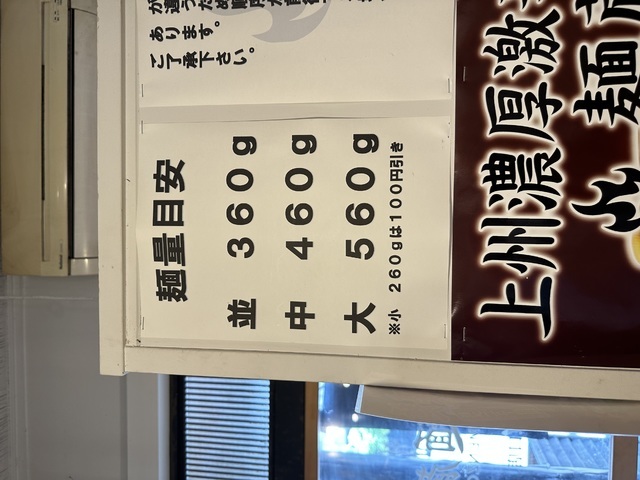 あります。
ご了承下さい。
麺量目安
並 360g
中 460g
大 560g
※小 260gは100円引き
上州濃厚激
麺